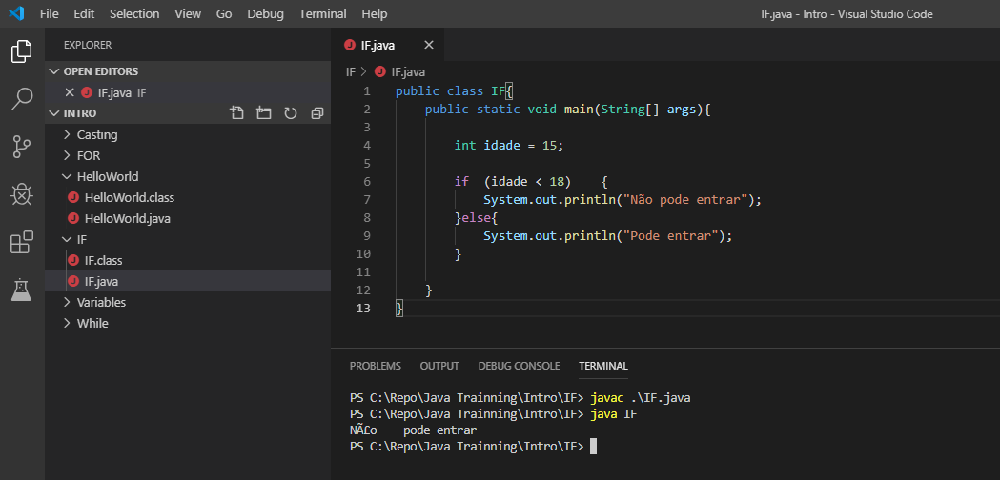 File Edit Selection View Go Debug Terminal Help IF.java - Intro - Visual Studio Code
EXPLORER
OPEN EDITORS
IF.java IF
INTRO
Casting
FOR
HelloWorld
HelloWorld.class
HelloWorld.java
IF
IF.class
IF.java
Variables
While
IF.java
IF > IF.java
1 public class IF{
2 public static void main(String[] args){
3
4 int idade = 15;
5
6 if  (idade < 18)    {
7 System.out.println("Não pode entrar");
8 }else{
9 System.out.println("Pode entrar");
10 }
11
12 }
13 }
PROBLEMS OUTPUT DEBUG CONSOLE TERMINAL
PS C:\Repo\Java Trainning\Intro\IF> javac .\IF.java
PS C:\Repo\Java Trainning\Intro\IF> java IF
NÃ£o    pode entrar
PS C:\Repo\Java Trainning\Intro\IF>